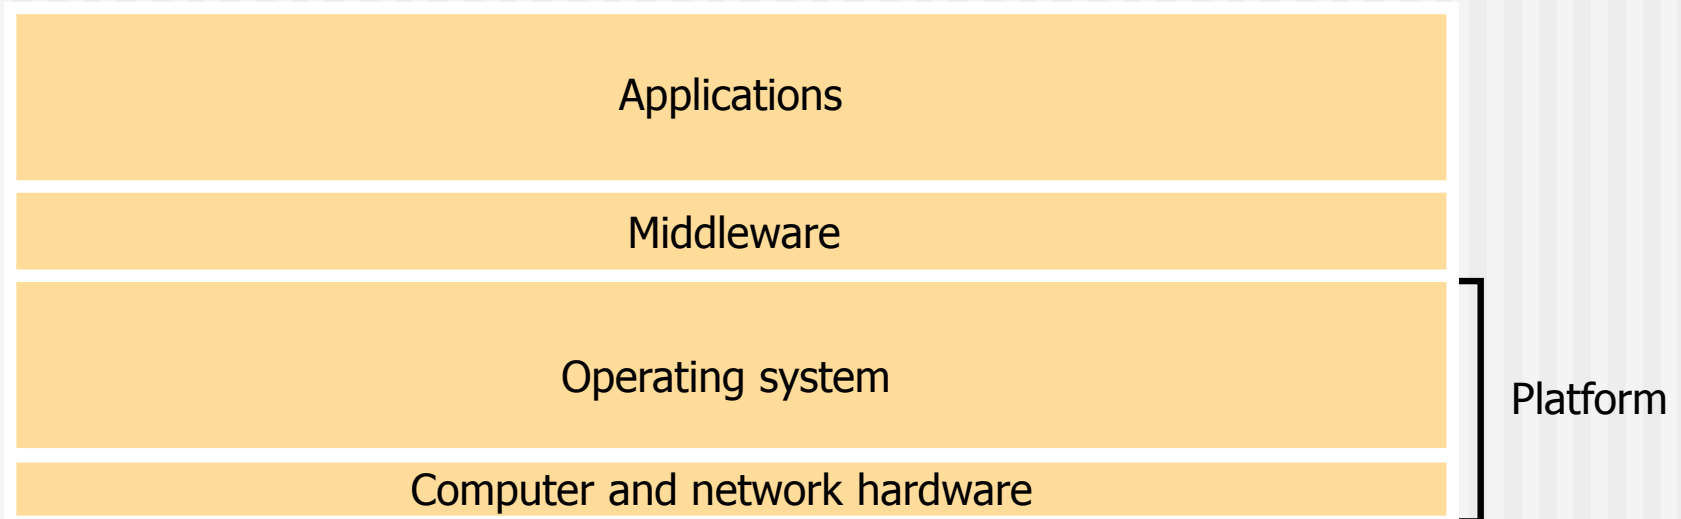 Applications
Middleware
Operating system
Platform
Computer and network hardware